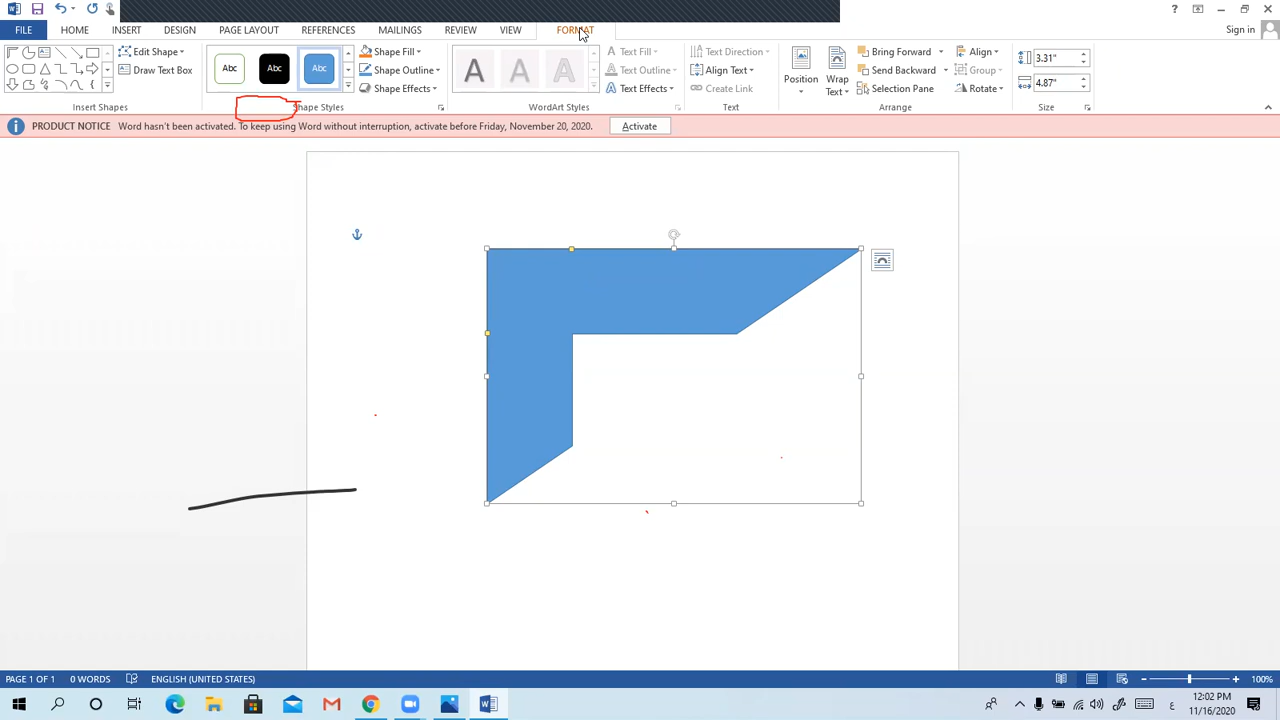 FILE HOME INSERT DESIGN PAGE LAYOUT REFERENCES MAILINGS REVIEW VIEW FORMAT Sign in
Edit Shape
Draw Text Box
Insert Shapes
Abc Abc Abc
Shape Fill
Shape Outline
Shape Effects
Shape Styles
A A A
WordArt Styles
Text Fill
Text Outline
Text Effects
Text Direction
Align Text
Create Link
Text
Position
Wrap
Text
Bring Forward
Send Backward
Selection Pane
Align
Group
Rotate
Arrange
3.31"
4.87"
Size
PRODUCT NOTICE Word hasn't been activated. To keep using Word without interruption, activate before Friday, November 20, 2020. Activate
PAGE 1 OF 1 0 WORDS ENGLISH (UNITED STATES) 100%
ع
12:02 PM
11/16/2020